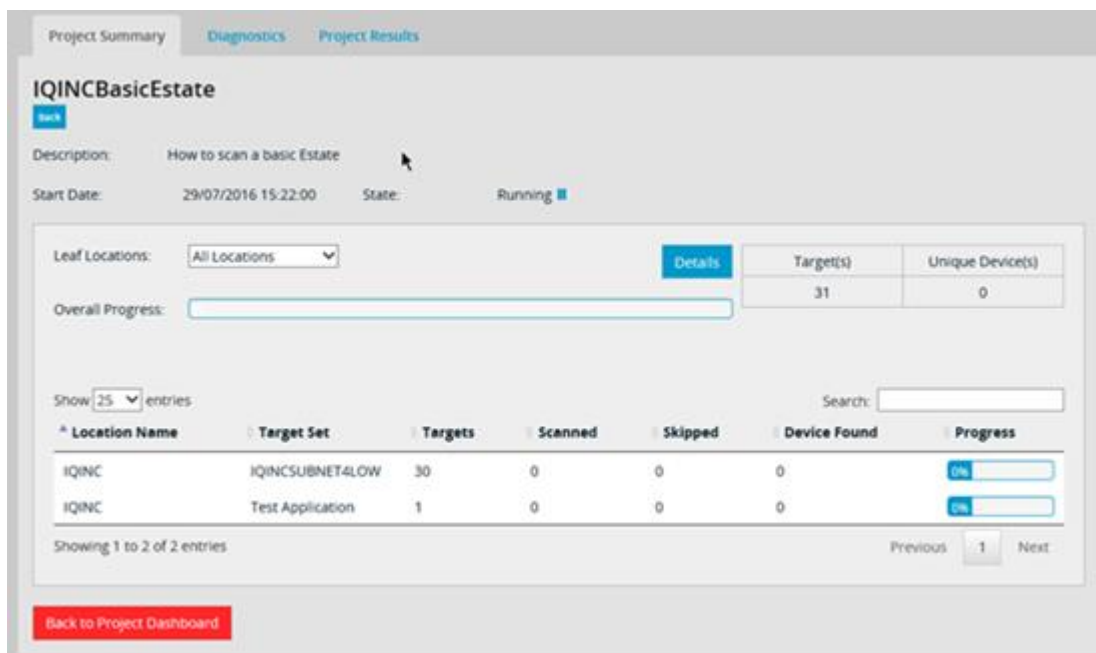 Project Summary Diagnostics Project Results
IQINCBasicEstate
Back
Description: How to scan a basic Estate
Start Date: 29/07/2016 15:22:00 State: Running
Leaf Locations: All Locations Details Target(s) Unique Device(s)
31 0
Overall Progress:
Show 25 entries Search:
Location Name Target Set Targets Scanned Skipped Device Found Progress
IQINC IQINCSUBNET4LOW 30 0 0 0 0%
IQINC Test Application 1 0 0 0 0%
Showing 1 to 2 of 2 entries Previous 1 Next
Back to Project Dashboard